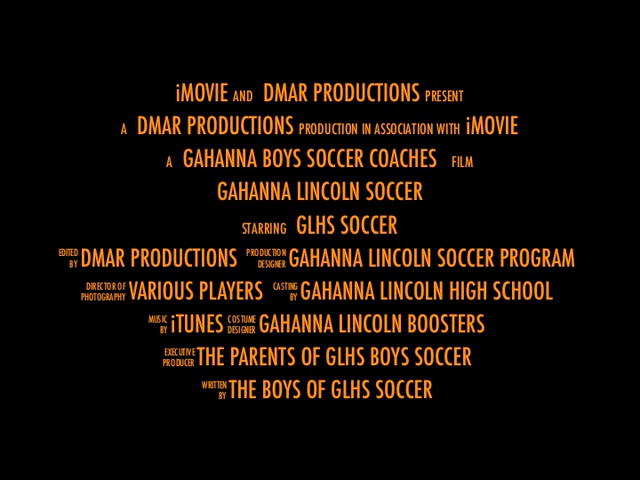 iMOVIE AND DMAR PRODUCTIONS PRESENT
A DMAR PRODUCTIONS PRODUCTION IN ASSOCIATION WITH iMOVIE
A GAHANNA BOYS SOCCER COACHES FILM
GAHANNA LINCOLN SOCCER
STARRING GLHS SOCCER
EDITED BY DMAR PRODUCTIONS PRODUCTION DESIGNER GAHANNA LINCOLN SOCCER PROGRAM
DIRECTOR OF PHOTOGRAPHY VARIOUS PLAYERS CASTING BY GAHANNA LINCOLN HIGH SCHOOL
MUSIC BY iTUNES COSTUME DESIGNER GAHANNA LINCOLN BOOSTERS
EXECUTIVE PRODUCER THE PARENTS OF GLHS BOYS SOCCER
WRITTEN BY THE BOYS OF GLHS SOCCER